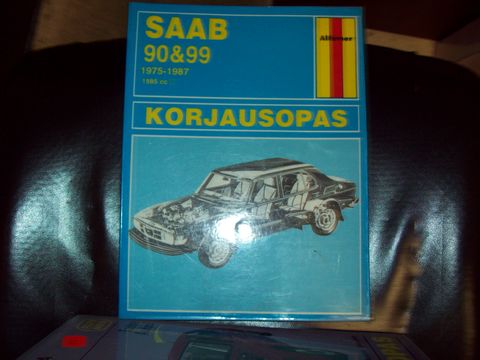 SAAB
90&99
1975-1987
1985 cc
Alfamer
KORJAUSOPAS